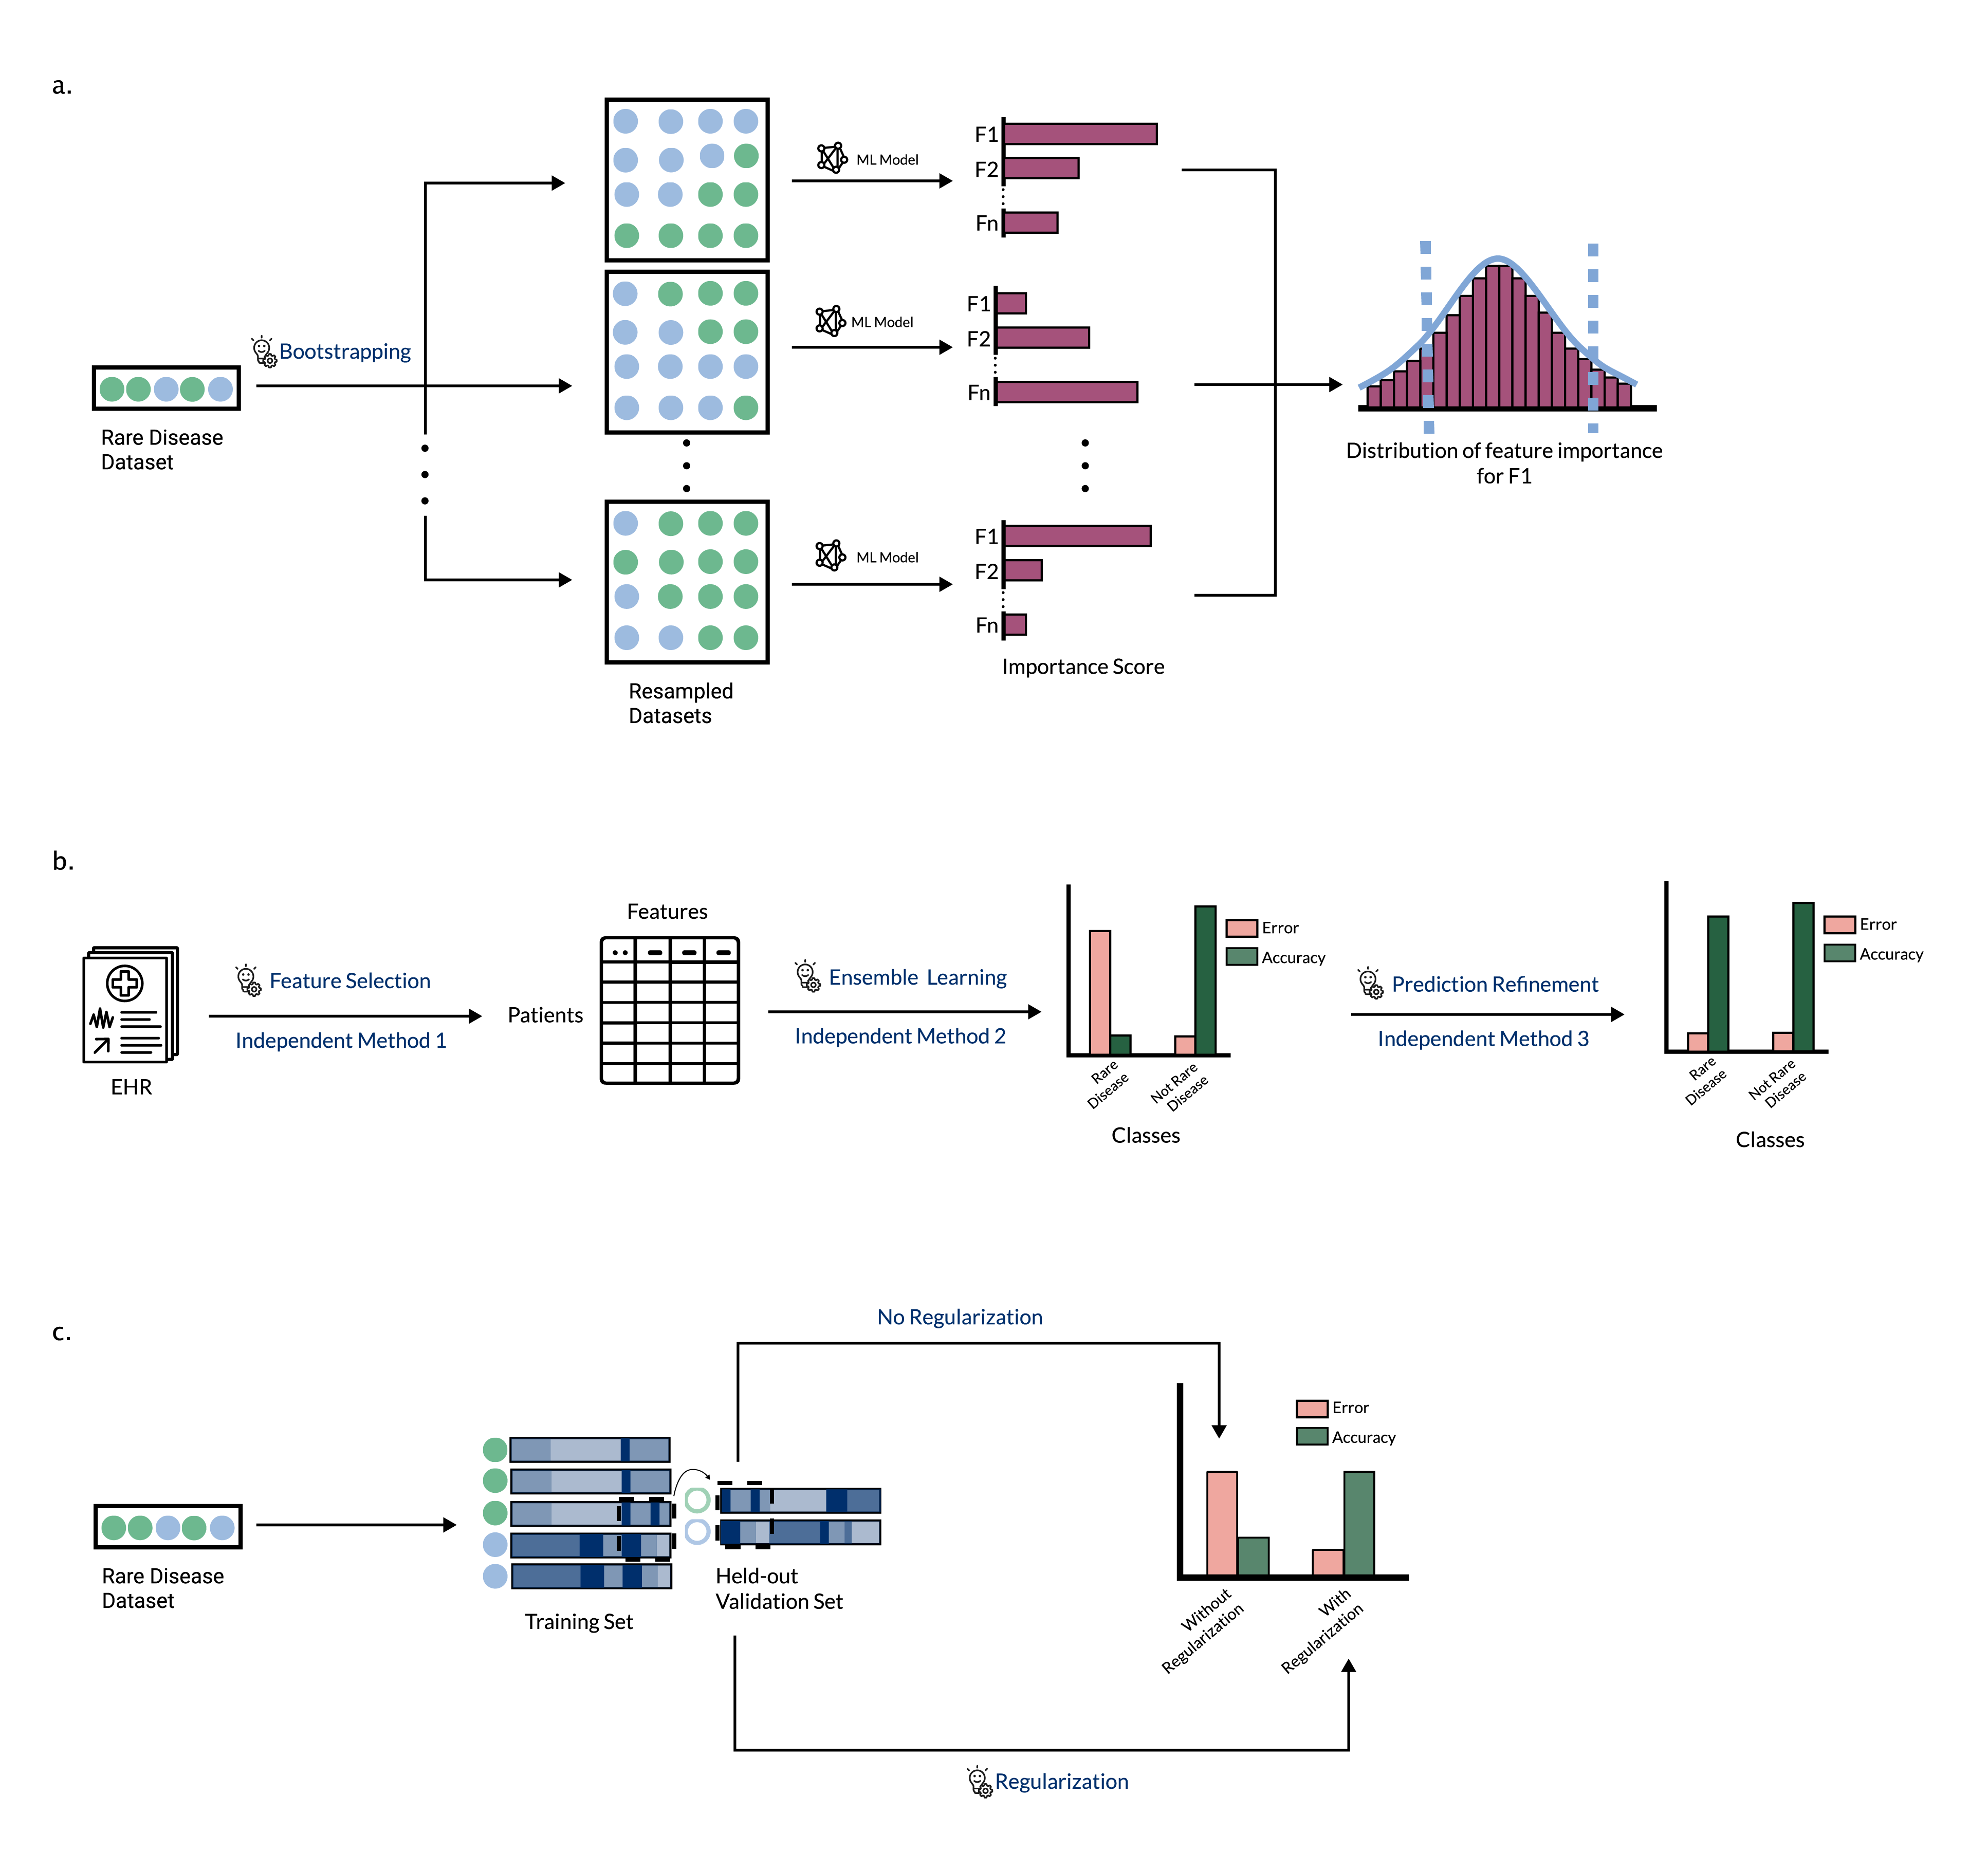 a.
Bootstrapping
Rare Disease
Dataset
Resampled
Datasets
ML Model
ML Model
ML Model
F1
F2
Fn
F1
F2
Fn
F1
F2
Fn
Importance Score
Distribution of feature importance
for F1
b.
EHR
Feature Selection
Independent Method 1
Features
Patients
Ensemble Learning
Independent Method 2
Error
Accuracy
Rare
Disease
Not Rare
Disease
Classes
Prediction Refinement
Independent Method 3
Error
Accuracy
Rare
Disease
Not Rare
Disease
Classes
c.
Rare Disease
Dataset
Training Set
Held-out
Validation Set
No Regularization
Regularization
Error
Accuracy
Without
Regularization
With
Regularization